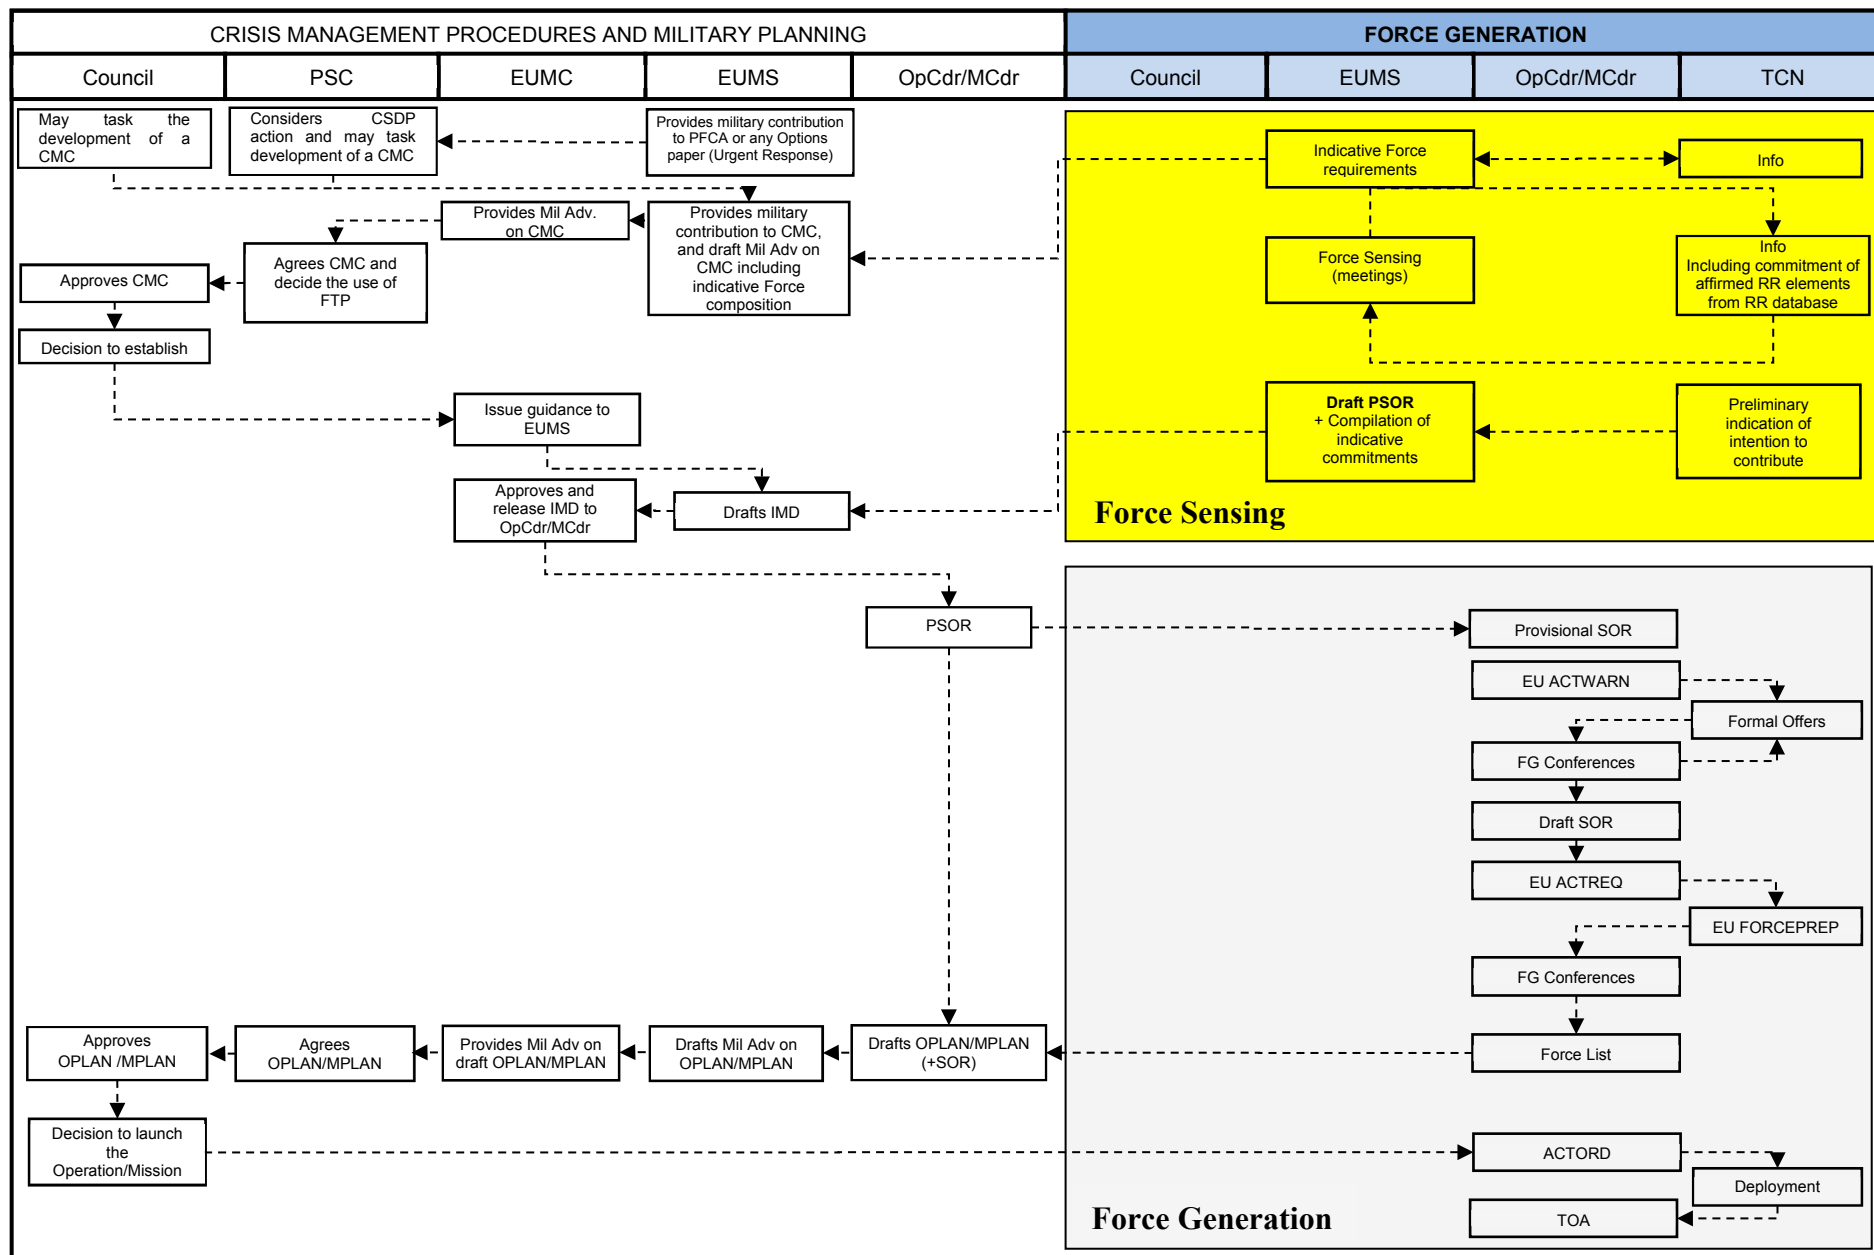 CRISIS MANAGEMENT PROCEDURES AND MILITARY PLANNING
FORCE GENERATION
Council
PSC
EUMC
EUMS
OpCdr/MCdr
Council
EUMS
OpCdr/MCdr
TCN
May task the
development of a
CMC
Considers CSDP
action and may task
development of a CMC
Provides military contribution
to PFCA or any Options
paper (Urgent Response)
Indicative Force
requirements
Info
Provides Mil Adv.
on CMC
Provides military
contribution to CMC,
and draft Mil Adv on
CMC including
indicative Force
composition
Agrees CMC and
decide the use of
FTP
Approves CMC
Force Sensing
(meetings)
Info
Including commitment of
affirmed RR elements
from RR database
Decision to establish
Issue guidance to
EUMS
Draft PSOR
+ Compilation of
indicative
commitments
Preliminary
indication of
intention to
contribute
Approves and
release IMD to
OpCdr/MCdr
Drafts IMD
Force Sensing
PSOR
Provisional SOR
EU ACTWARN
Formal Offers
FG Conferences
Draft SOR
EU ACTREQ
EU FORCEPREP
FG Conferences
Approves
OPLAN /MPLAN
Agrees
OPLAN/MPLAN
Provides Mil Adv on
draft OPLAN/MPLAN
Drafts Mil Adv on
OPLAN/MPLAN
Drafts OPLAN/MPLAN
(+SOR)
Force List
Decision to launch
the
Operation/Mission
ACTORD
Deployment
TOA
Force Generation